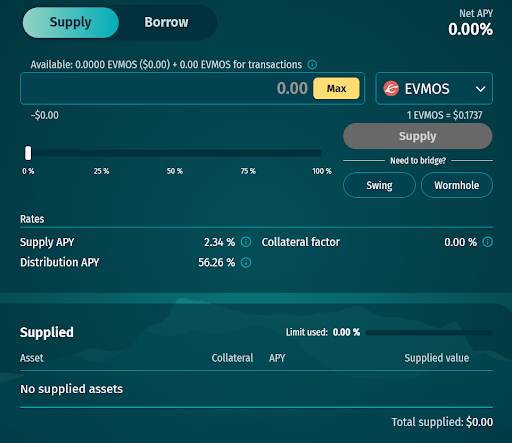 Supply Borrow Net APY
0.00%
Available: 0.0000 EVMOS ($0.00) + 0.00 EVMOS for transactions
0.00 Max EVMOS
~$0.00 1 EVMOS = $0.1737
Supply
Need to bridge?
0 % 25 % 50 % 75 % 100 %
Swing Wormhole
Rates
Supply APY 2.34 % Collateral factor 0.00 %
Distribution APY 56.26 %
Supplied Limit used: 0.00 %
Asset Collateral APY Supplied value
No supplied assets
Total supplied: $0.00